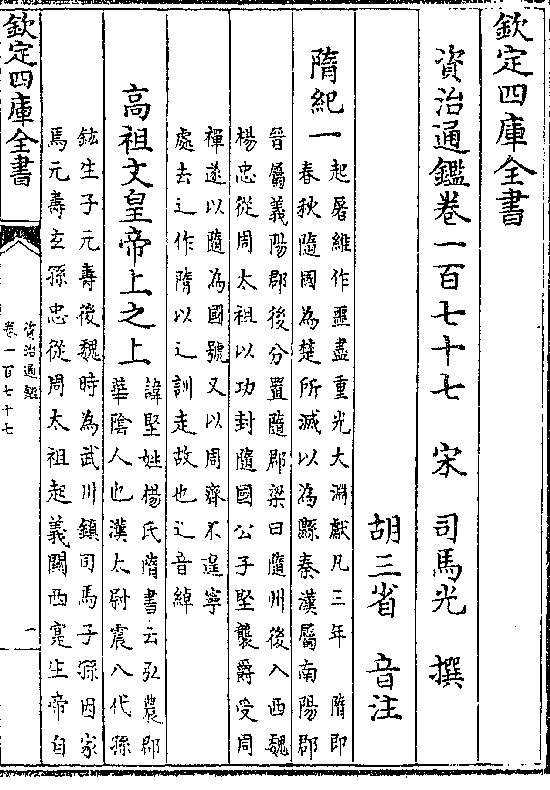 欽定四庫全書
資治通鑑卷一百七十七　宋　司馬光　撰
胡三省　音注
隋紀一
起屠維作噩盡重光大淵獻凡三年　隋即
春秋隨國為楚所滅以為縣秦漢屬南陽郡
晉屬義陽郡後分置隨郡梁曰隨州後入西魏
楊忠從周太祖以功封隨國公子堅襲爵受周
禪遂以隨為國號又以周齊不遑寧
處去辶作隋以辶訓走故也辶音綽
高祖文皇帝上之上
諱堅姓楊氏隋書云弘農郡
華陰人也漢太尉震八代孫
鉉生子元壽後魏時為武川鎮司馬子孫因家
焉元壽玄孫忠從周太祖起義關西寔生帝自
欽定四庫全書
資治通鑑
卷一百七十七
一